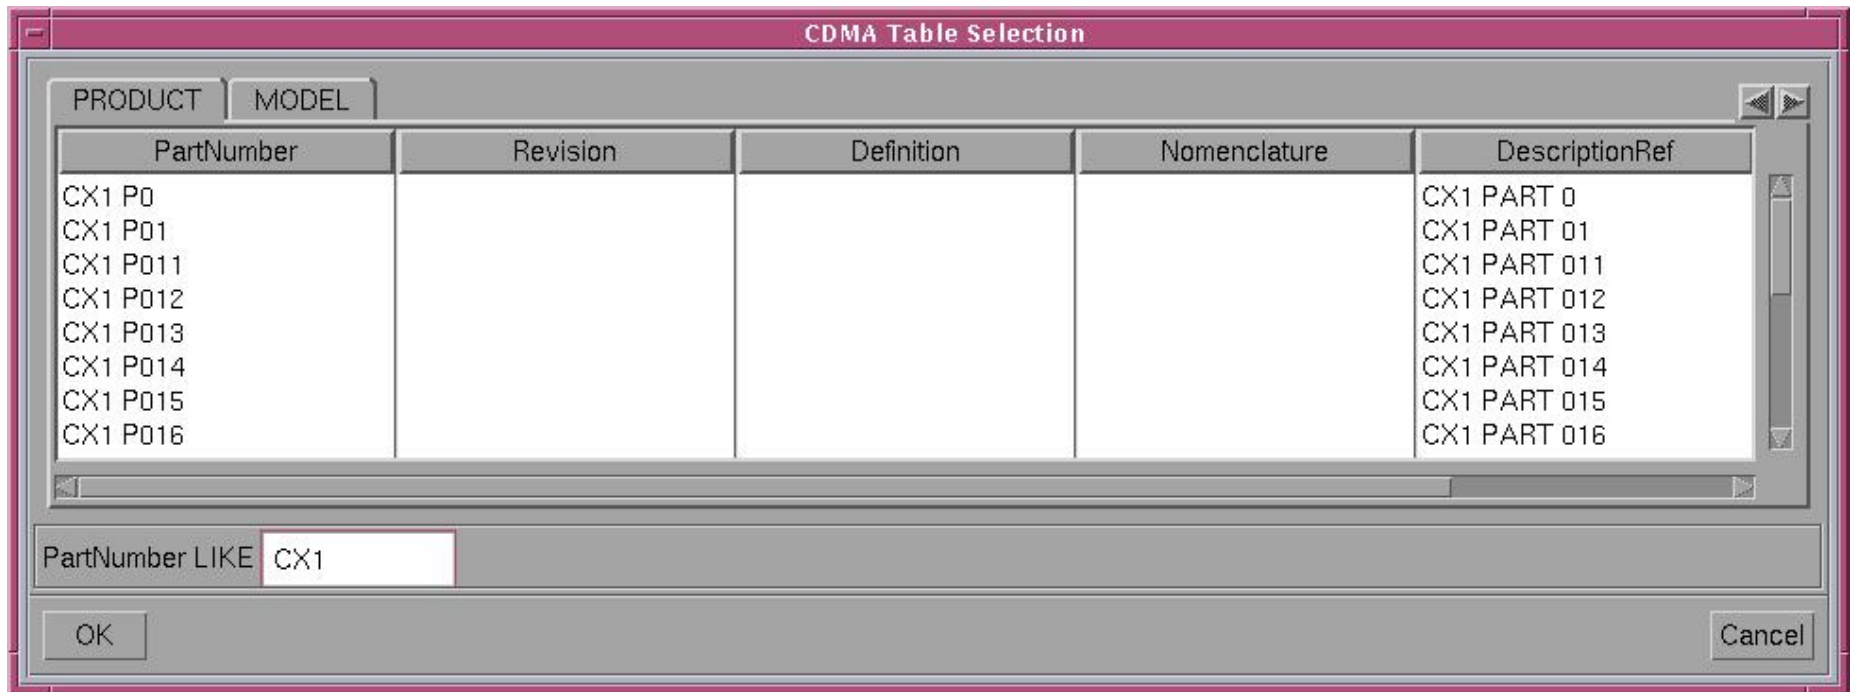 CDMA Table Selection
PRODUCT MODEL
PartNumber Revision Definition Nomenclature DescriptionRef
CX1 P0 CX1 PART 0
CX1 P01 CX1 PART 01
CX1 P011 CX1 PART 011
CX1 P012 CX1 PART 012
CX1 P013 CX1 PART 013
CX1 P014 CX1 PART 014
CX1 P015 CX1 PART 015
CX1 P016 CX1 PART 016
PartNumber LIKE CX1
OK Cancel